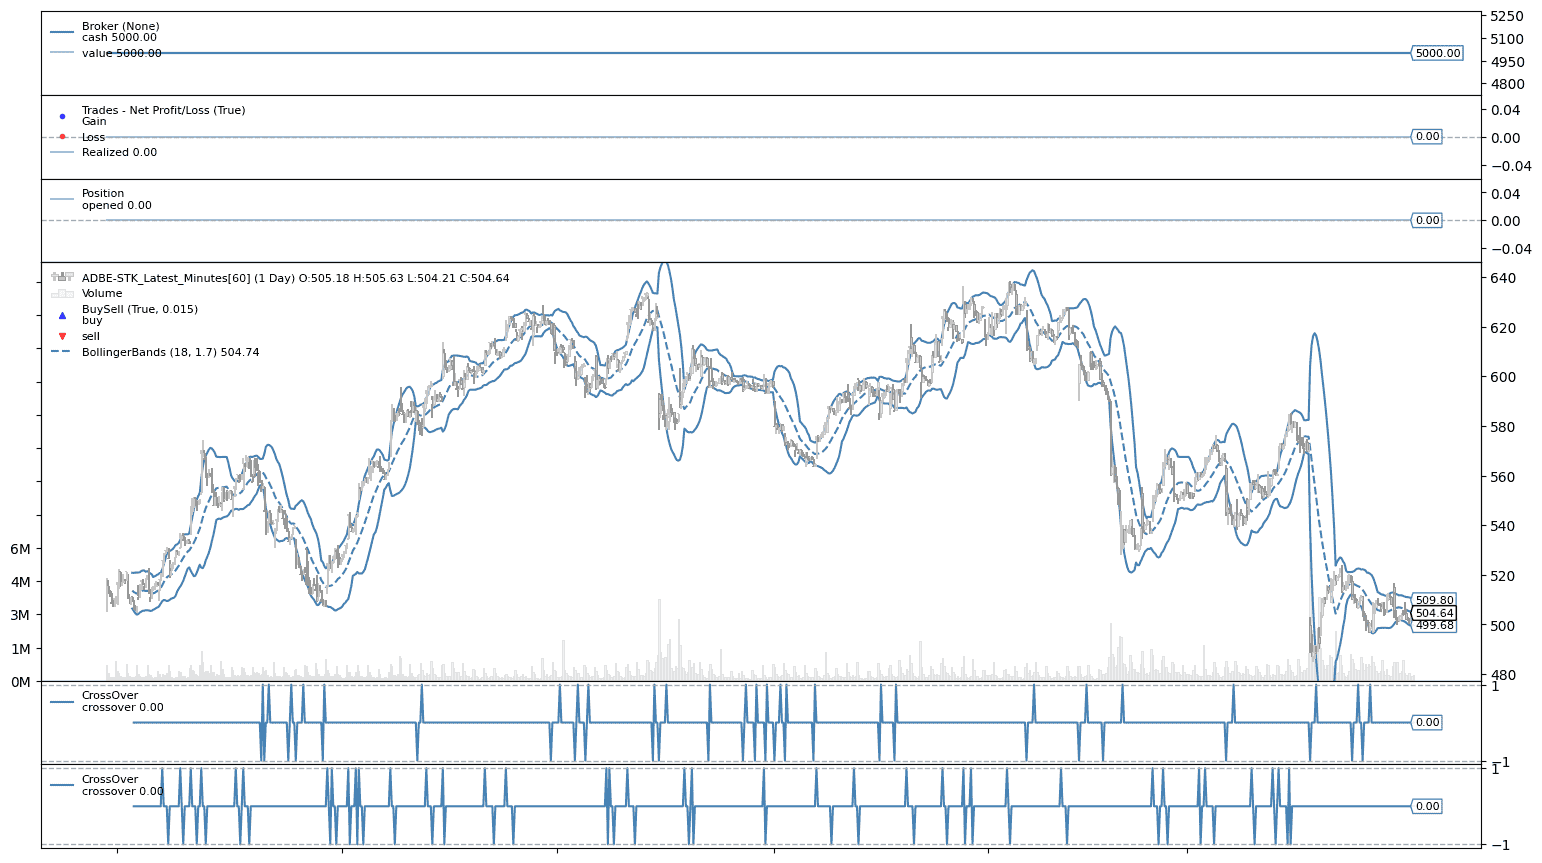 Broker (None)
cash 5000.00
value 5000.00
5000.00
5250
5100
4950
4800
Trades - Net Profit/Loss (True)
Gain
Loss
Realized 0.00
0.00
0.04
0.00
−0.04
Position
opened 0.00
0.00
0.04
0.00
−0.04
ADBE-STK_Latest_Minutes[60] (1 Day) O:505.18 H:505.63 L:504.21 C:504.64
Volume
BuySell (True, 0.015)
buy
sell
BollingerBands (18, 1.7) 504.74
6M
4M
3M
1M
0M
509.80
504.64
499.68
640
620
600
580
560
540
520
500
480
CrossOver
crossover 0.00
0.00
1
−1
CrossOver
crossover 0.00
0.00
1
−1